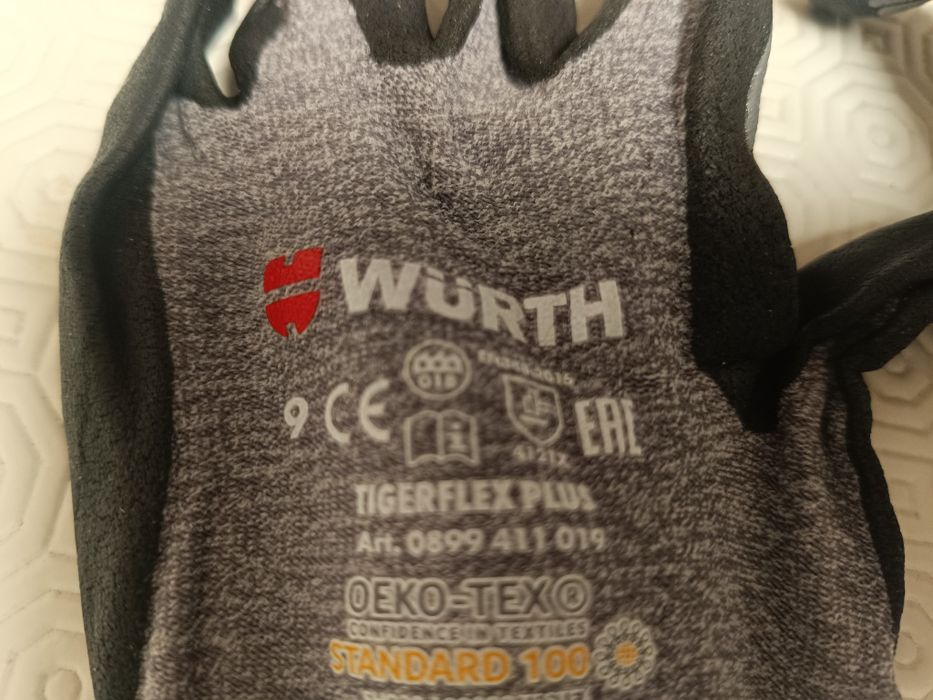 WÜRTH
9 CE EAC
4121X
TIGERFLEX PLUS
Art. 0899 411 019
OEKO-TEX®
CONFIDENCE IN TEXTILES
STANDARD 100